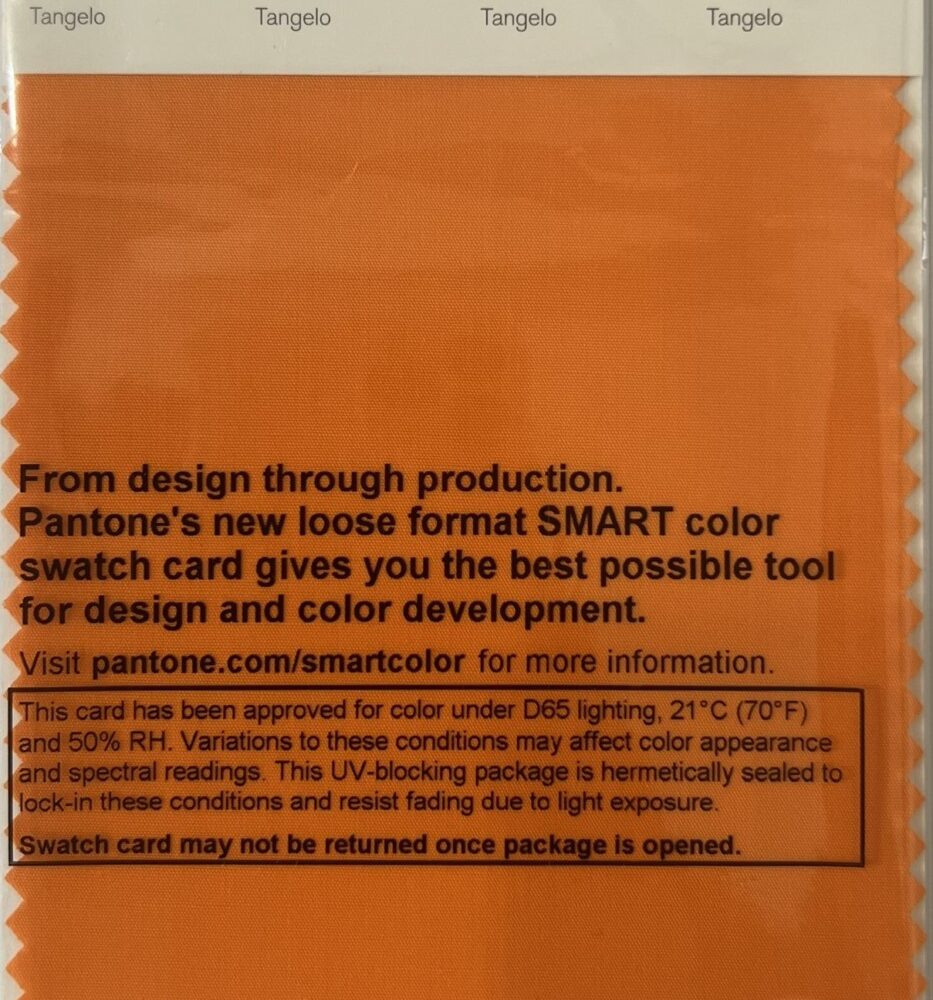 Tangelo Tangelo Tangelo Tangelo
From design through production.
Pantone's new loose format SMART color
swatch card gives you the best possible tool
for design and color development.
Visit pantone.com/smartcolor for more information.
This card has been approved for color under D65 lighting, 21°C (70°F)
and 50% RH. Variations to these conditions may affect color appearance
and spectral readings. This UV-blocking package is hermetically sealed to
lock-in these conditions and resist fading due to light exposure.
Swatch card may not be returned once package is opened.